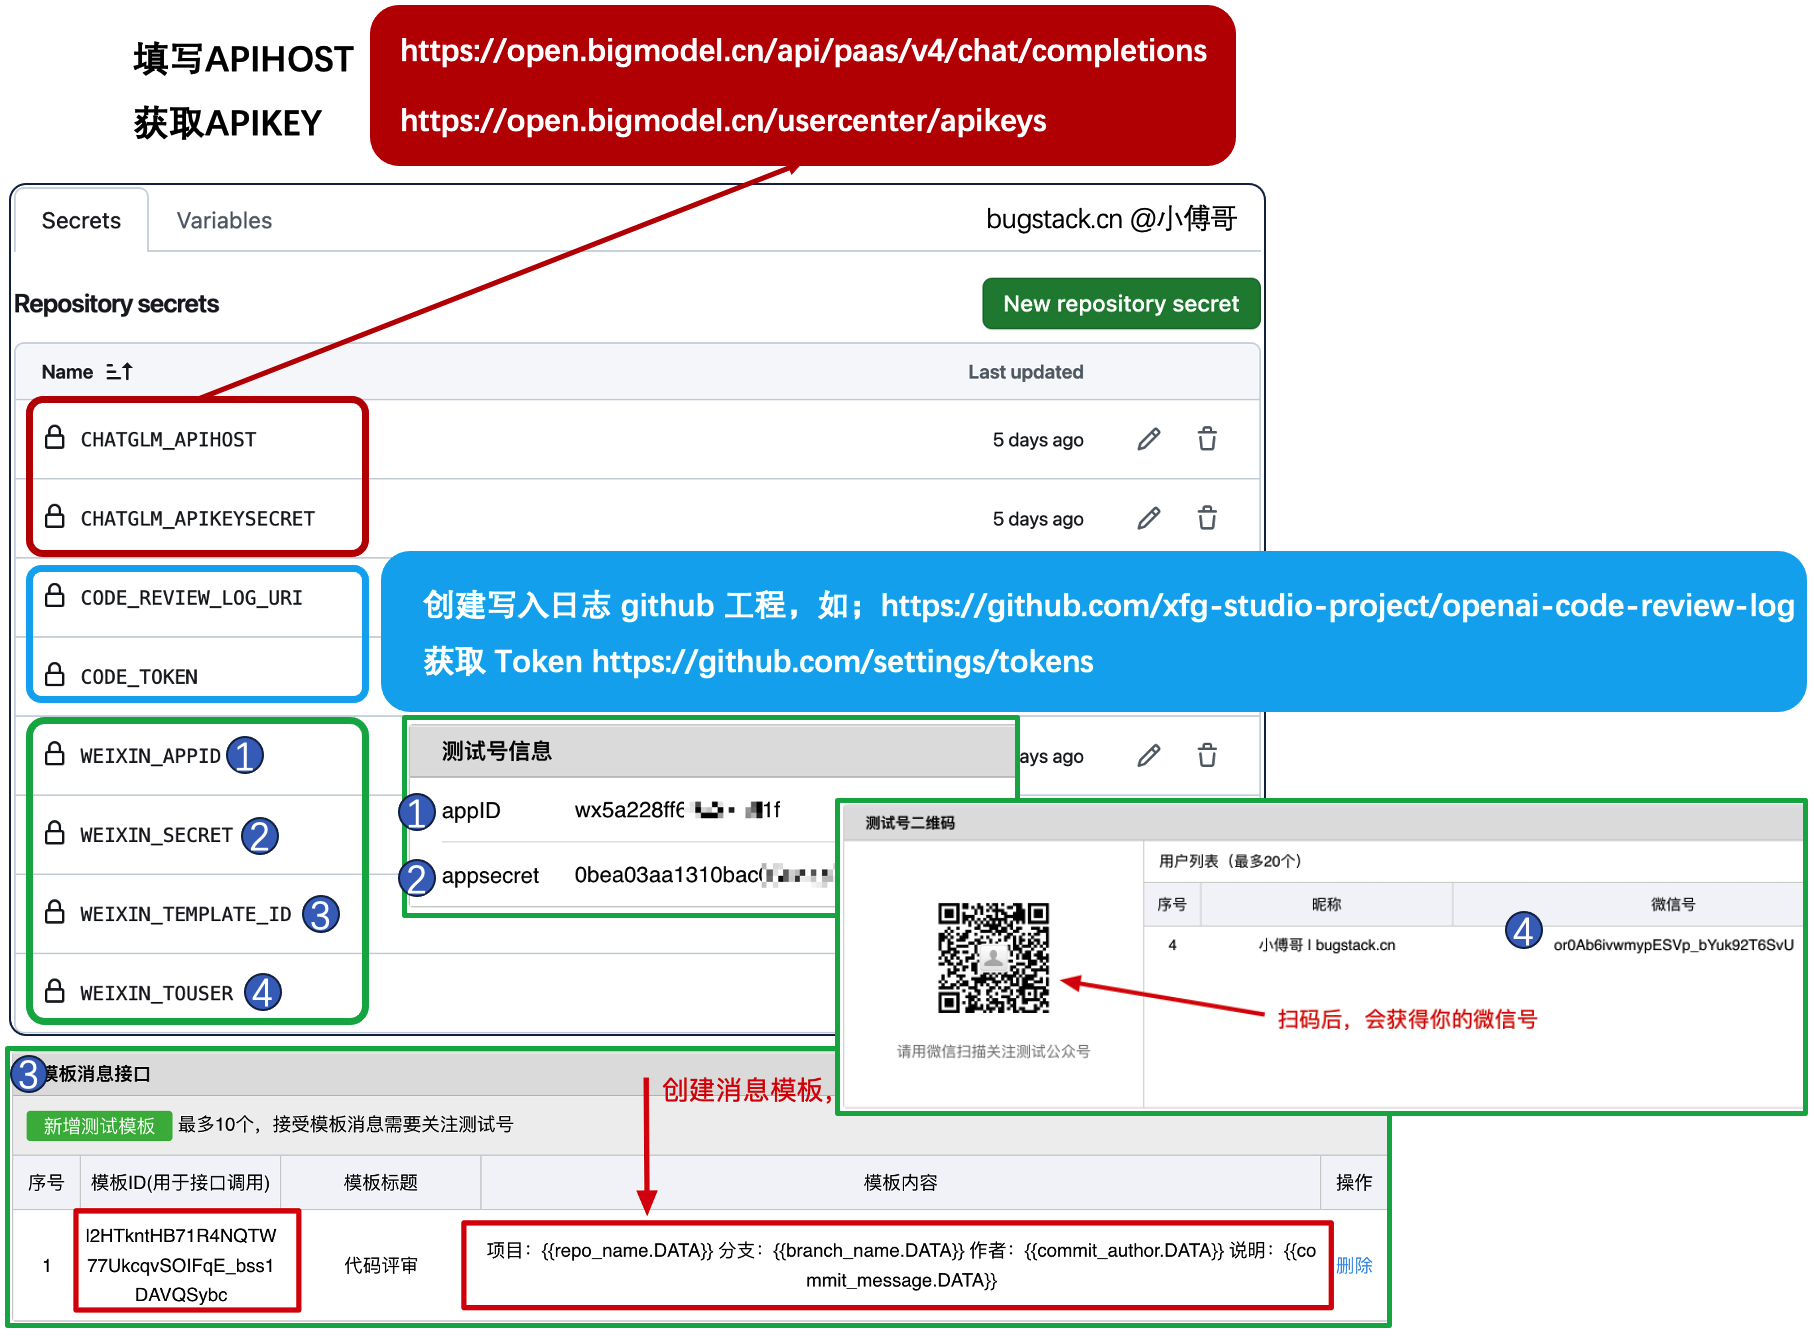 填写APIHOST
https://open.bigmodel.cn/api/paas/v4/chat/completions
获取APIKEY
https://open.bigmodel.cn/usercenter/apikeys
Secrets
Variables
bugstack.cn @小傅哥
Repository secrets
New repository secret
Name
Last updated
CHATGLM_APIHOST
5 days ago
CHATGLM_APIKEYSECRET
5 days ago
CODE_REVIEW_LOG_URI
创建写入日志 github 工程，如；https://github.com/xfg-studio-project/openai-code-review-log
获取 Token https://github.com/settings/tokens
CODE_TOKEN
WEIXIN_APPID 1
ays ago
WEIXIN_SECRET 2
WEIXIN_TEMPLATE_ID 3
WEIXIN_TOUSER 4
测试号信息
1 appID wx5a228ff6 1f
2 appsecret 0bea03aa1310bac
测试号二维码
用户列表（最多20个）
序号 昵称 微信号
4 小傅哥 | bugstack.cn 4 or0Ab6ivwmypESVp_bYuk92T6SvU
扫码后，会获得你的微信号
请用微信扫描关注测试公众号
3 模板消息接口
创建消息模板，
新增测试模板 最多10个，接受模板消息需要关注测试号
序号 模板ID(用于接口调用) 模板标题 模板内容 操作
l2HTkntHB71R4NQTW
77UkcqvSOIFqE_bss1
DAVQSybc
1
代码评审
项目：{{repo_name.DATA}} 分支：{{branch_name.DATA}} 作者：{{commit_author.DATA}} 说明：{{co
mmit_message.DATA}}
删除